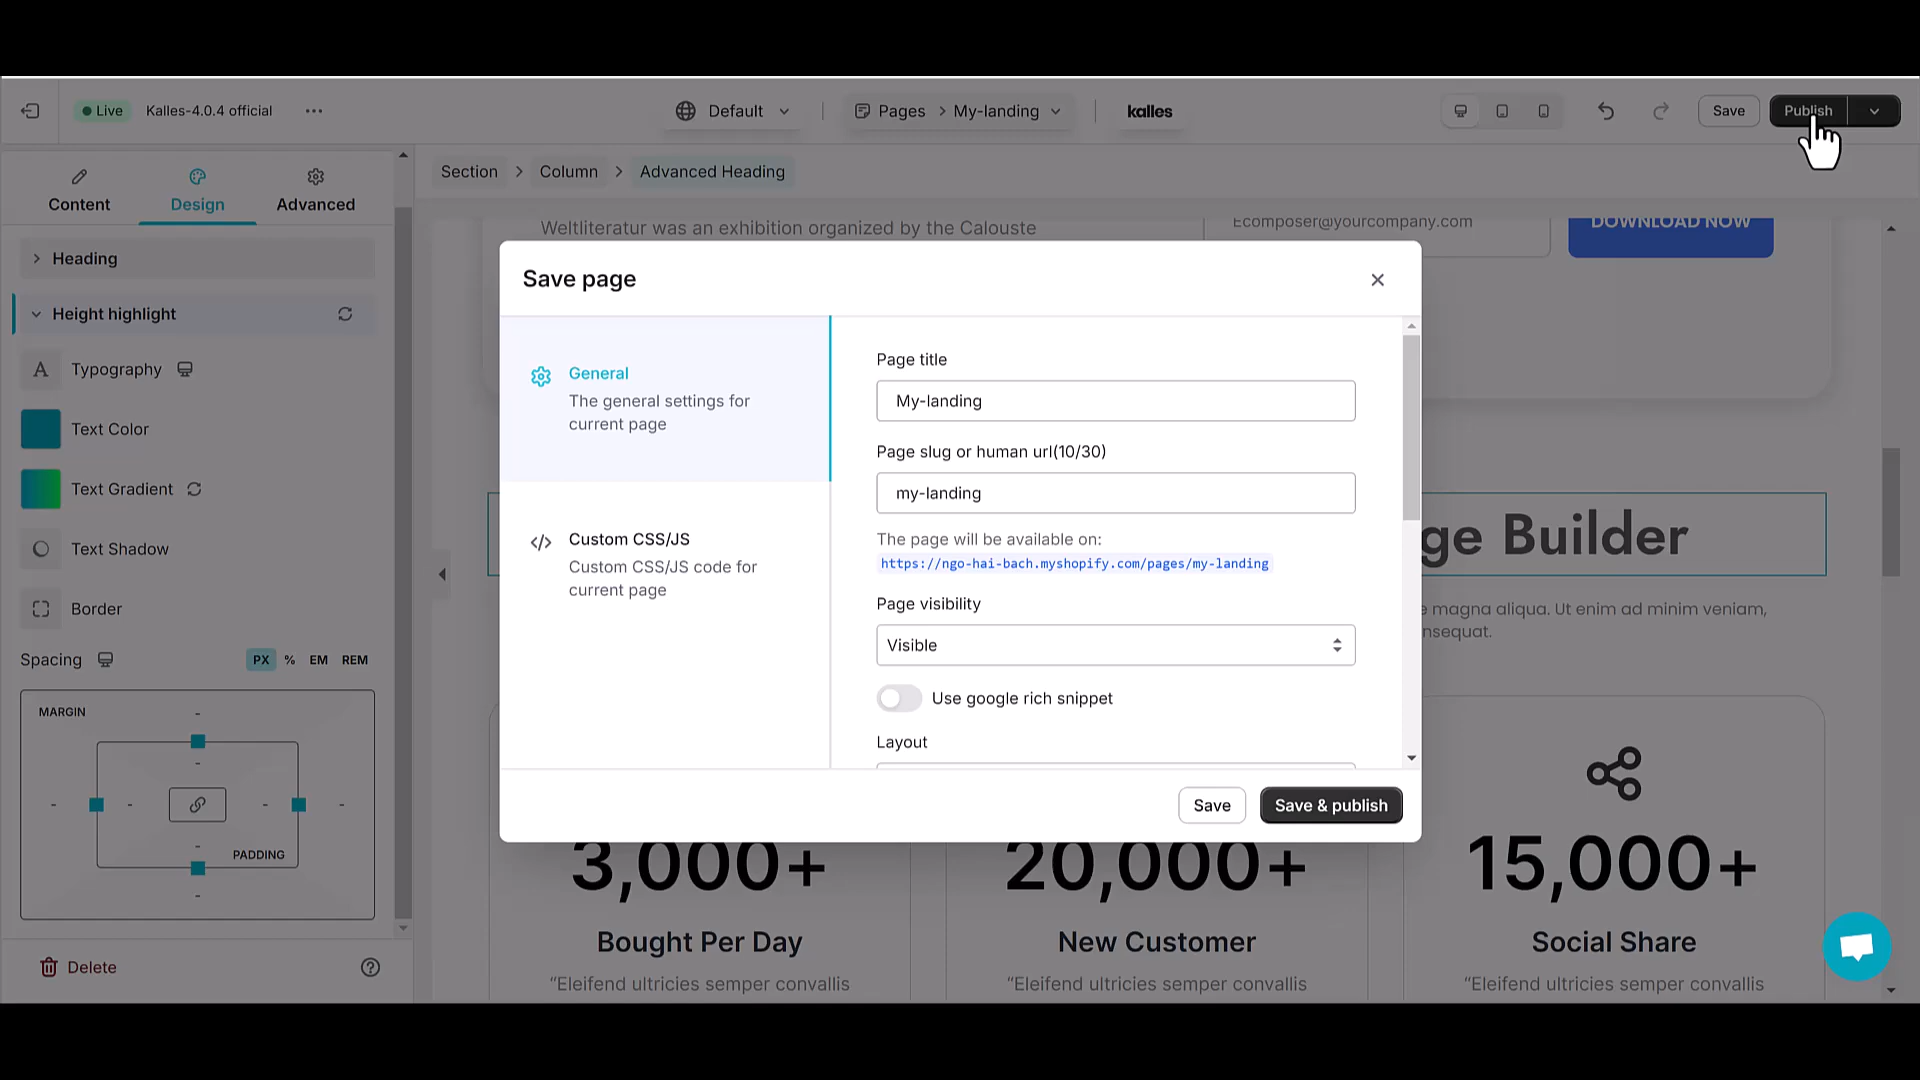 Live
Kalles-4.0.4 official
Default
Pages > My-landing
kalles
Save
Publish
Content
Design
Advanced
Section > Column > Advanced Heading
Heading
Height highlight
Typography
Text Color
Text Gradient
Text Shadow
Border
Spacing
PX % EM REM
MARGIN
PADDING
Delete
Weltliteratur was an exhibition organized by the Calouste
Ecomposer@yourcompany.com
DOWNLOAD NOW
Save page
General
The general settings for
current page
Custom CSS/JS
Custom CSS/JS code for
current page
Page title
My-landing
Page slug or human url(10/30)
my-landing
The page will be available on:
https://ngo-hai-bach.myshopify.com/pages/my-landing
Page visibility
Visible
Use google rich snippet
Layout
Save
Save & publish
ge Builder
magna aliqua. Ut enim ad minim veniam,
nsequat.
3,000+
Bought Per Day
“Eleifend ultricies semper convallis
20,000+
New Customer
“Eleifend ultricies semper convallis
15,000+
Social Share
“Eleifend ultricies semper convallis